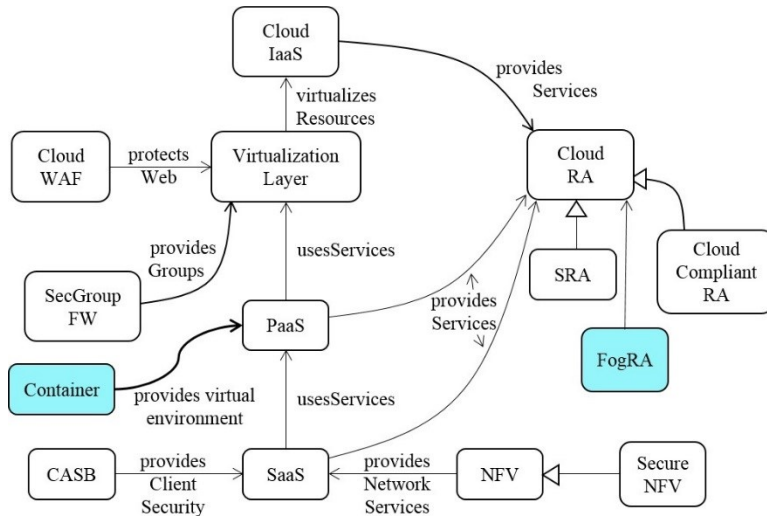 Cloud
IaaS
provides
Services
virtualizes
Resources
Cloud
WAF
protects
Web
Virtualization
Layer
Cloud
RA
provides
Groups
usesServices
SecGroup
FW
SRA
Cloud
Compliant
RA
PaaS
provides
Services
Container
provides virtual
environment
usesServices
FogRA
CASB
provides
Client
Security
SaaS
provides
Network
Services
NFV
Secure
NFV